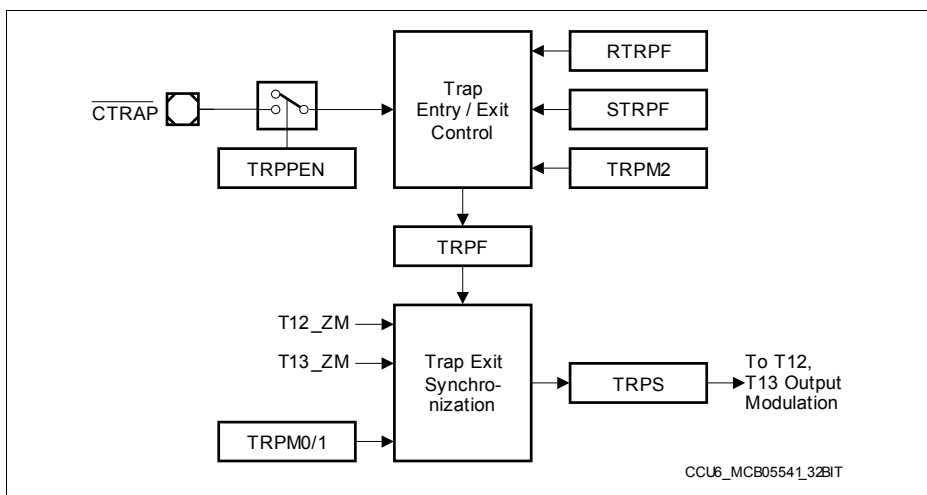 CTRAP
TRPPEN
Trap
Entry / Exit
Control
RTRPF
STRPF
TRPM2
TRPF
T12_ZM
T13_ZM
TRPM0/1
Trap Exit
Synchro-
nization
TRPS
To T12,
T13 Output
Modulation
CCU6_MCB05541_32BIT